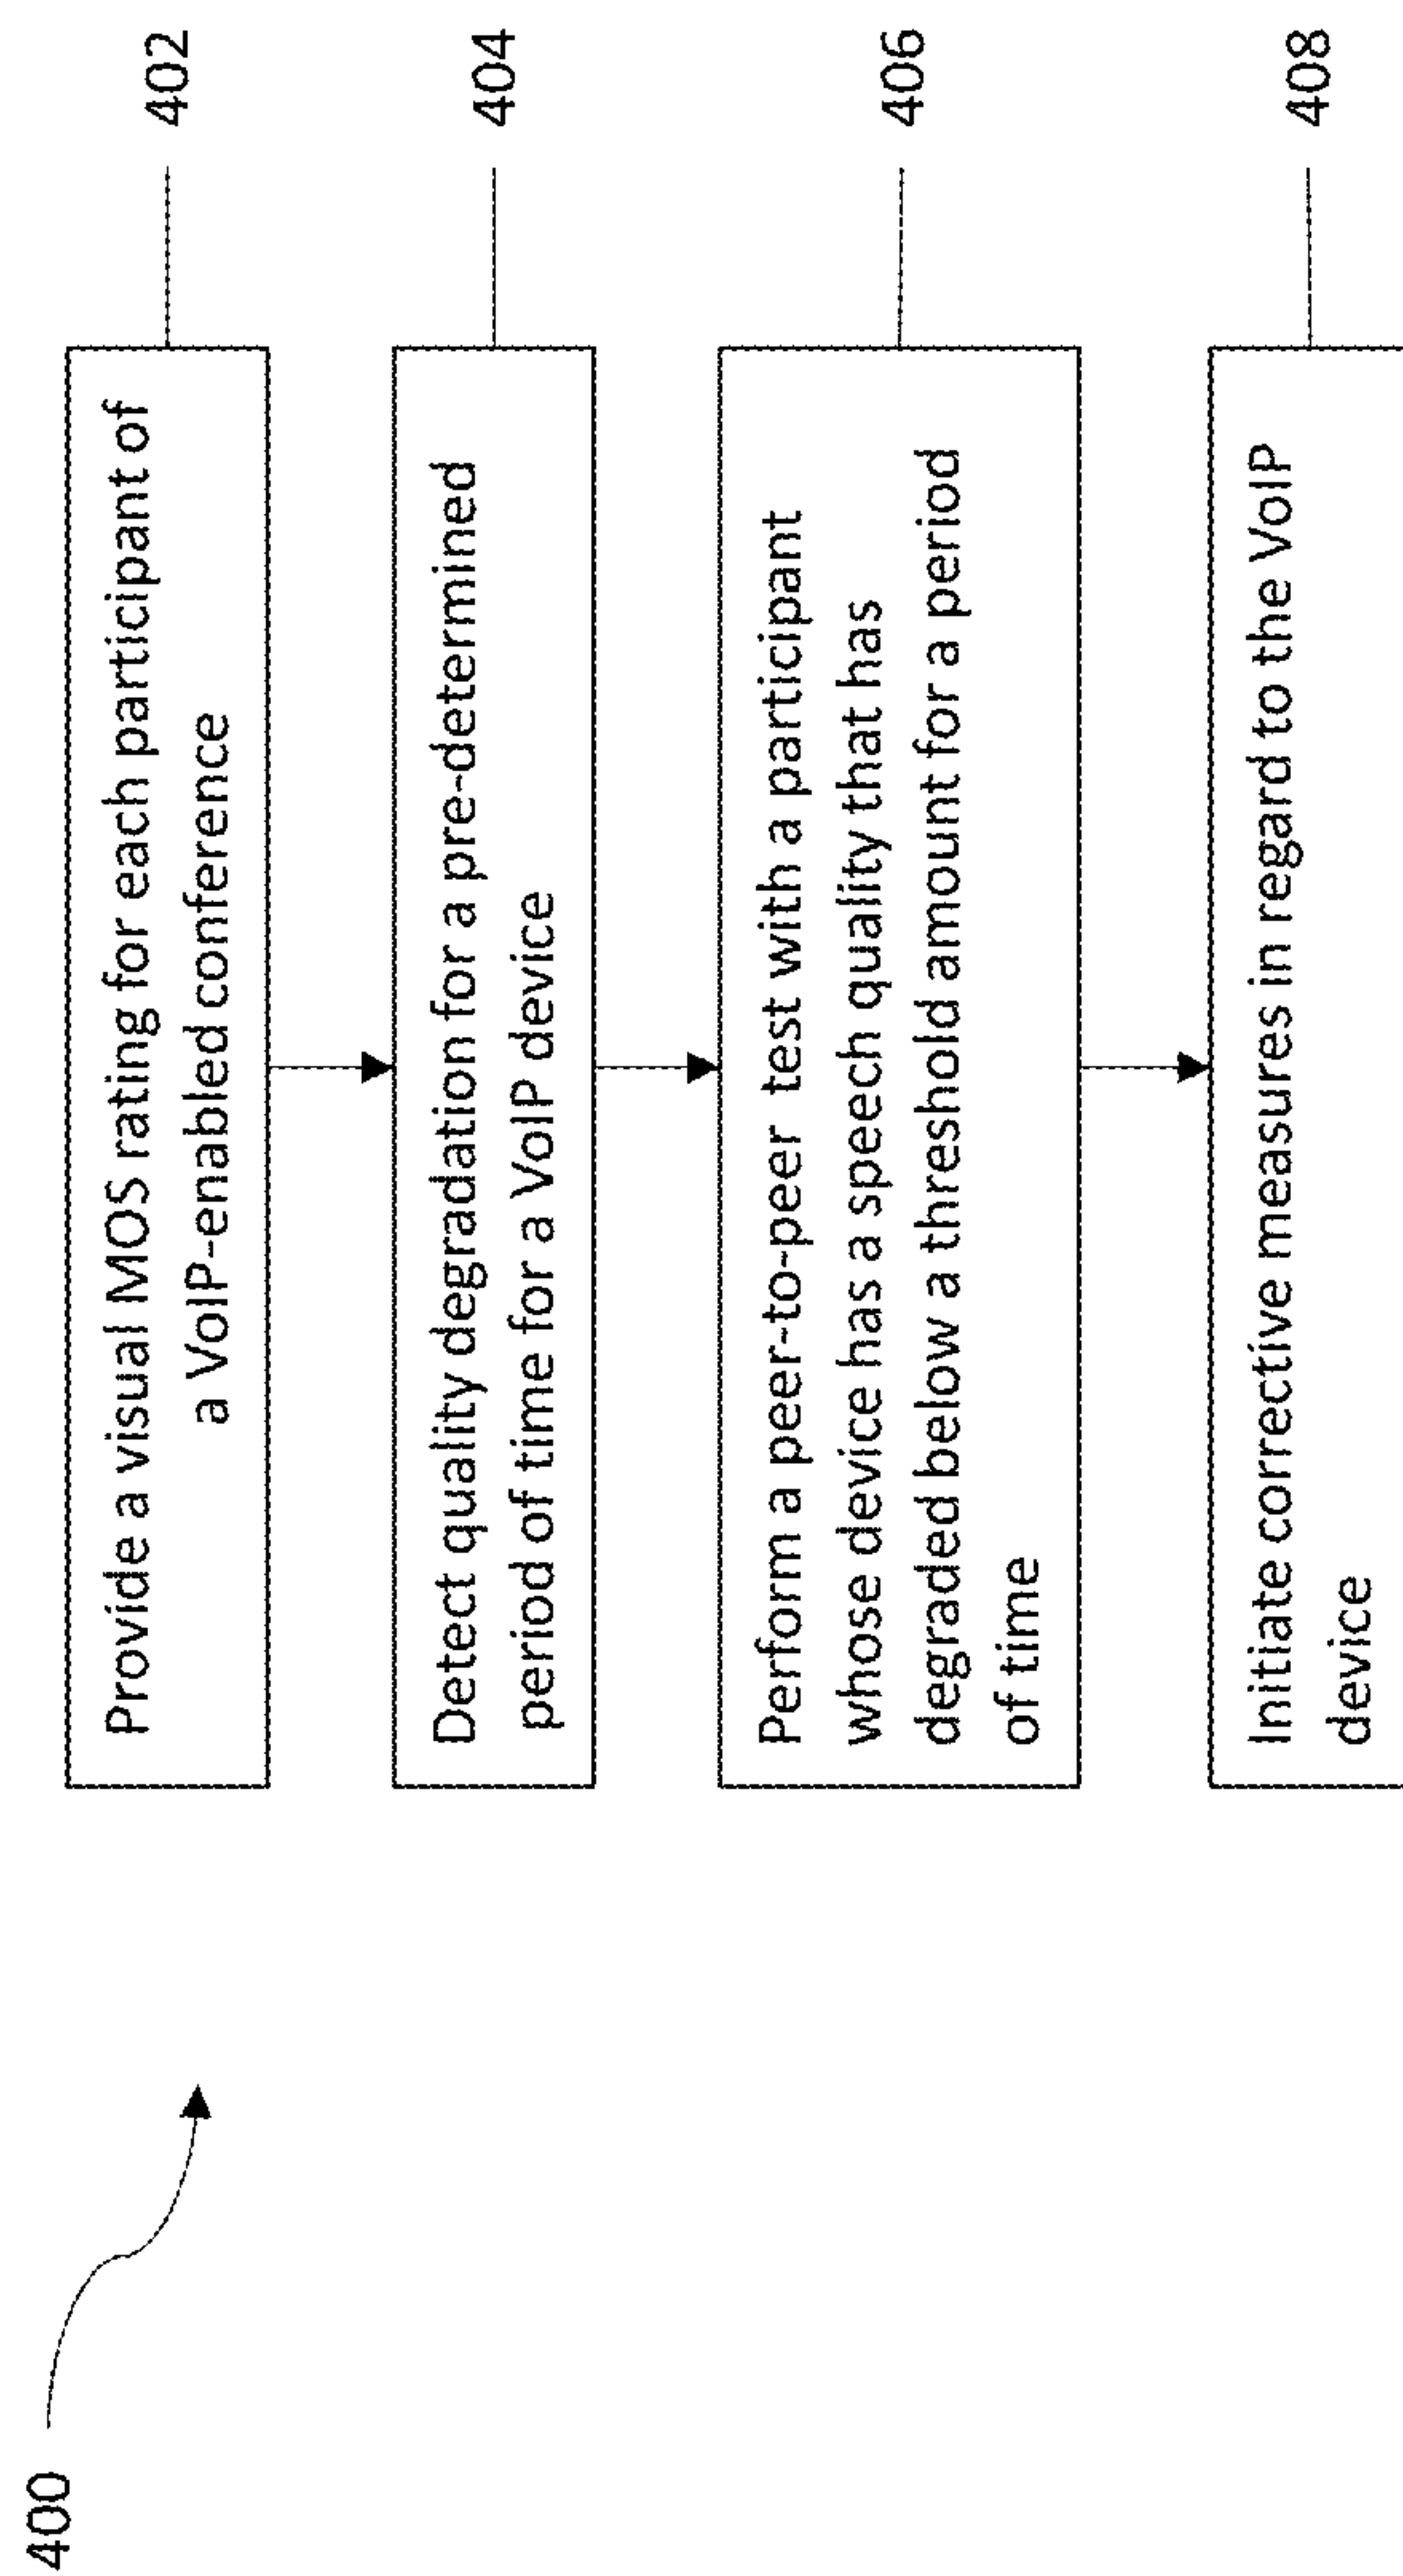 400
Provide a visual MOS rating for each participant of
a VoIP-enabled conference
402
Detect quality degradation for a pre-determined
period of time for a VoIP device
404
Perform a peer-to-peer test with a participant
whose device has a speech quality that has
degraded below a threshold amount for a period
of time
406
Initiate corrective measures in regard to the VoIP
device
408